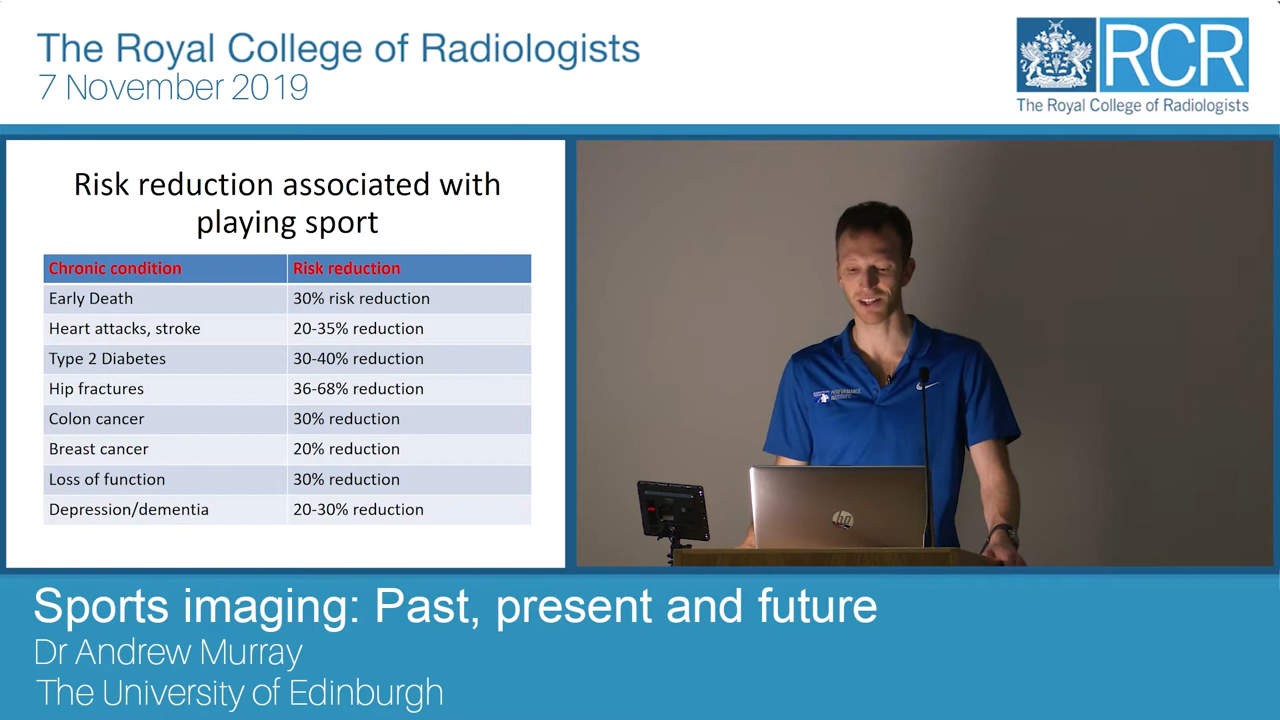 The Royal College of Radiologists
7 November 2019
RCR
The Royal College of Radiologists
Risk reduction associated with
playing sport
Chronic condition Risk reduction
Early Death 30% risk reduction
Heart attacks, stroke 20-35% reduction
Type 2 Diabetes 30-40% reduction
Hip fractures 36-68% reduction
Colon cancer 30% reduction
Breast cancer 20% reduction
Loss of function 30% reduction
Depression/dementia 20-30% reduction
PERFORMANCE
INSTITUTE
hp
Sports imaging: Past, present and future
Dr Andrew Murray
The University of Edinburgh